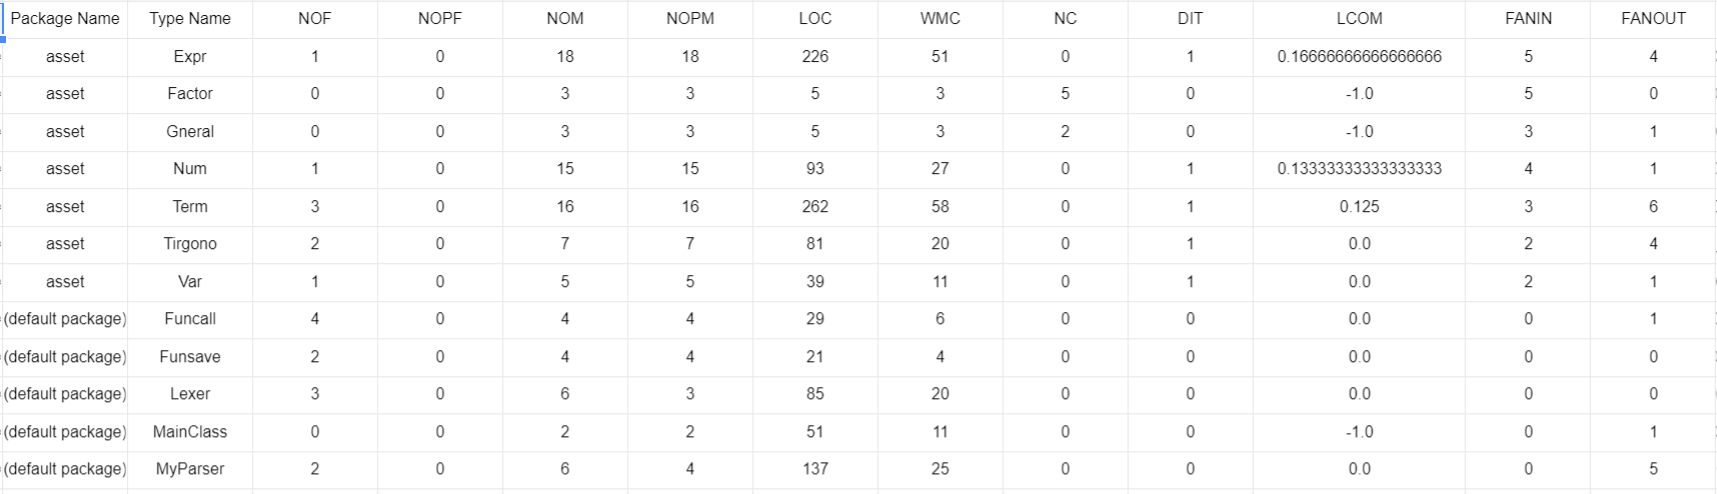 Package Name Type Name NOF NOPF NOM NOPM LOC WMC NC DIT LCOM FANIN FANOUT
asset Expr 1 0 18 18 226 51 0 1 0.16666666666666666 5 4
asset Factor 0 0 3 3 5 3 5 0 -1.0 5 0
asset Gneral 0 0 3 3 5 3 2 0 -1.0 3 1
asset Num 1 0 15 15 93 27 0 1 0.13333333333333333 4 1
asset Term 3 0 16 16 262 58 0 1 0.125 3 6
asset Tirgono 2 0 7 7 81 20 0 1 0.0 2 4
asset Var 1 0 5 5 39 11 0 1 0.0 2 1
(default package) Funcall 4 0 4 4 29 6 0 0 0.0 0 1
(default package) Funsave 2 0 4 4 21 4 0 0 0.0 0 0
(default package) Lexer 3 0 6 3 85 20 0 0 0.0 0 0
(default package) MainClass 0 0 2 2 51 11 0 0 -1.0 0 1
(default package) MyParser 2 0 6 4 137 25 0 0 0.0 0 5